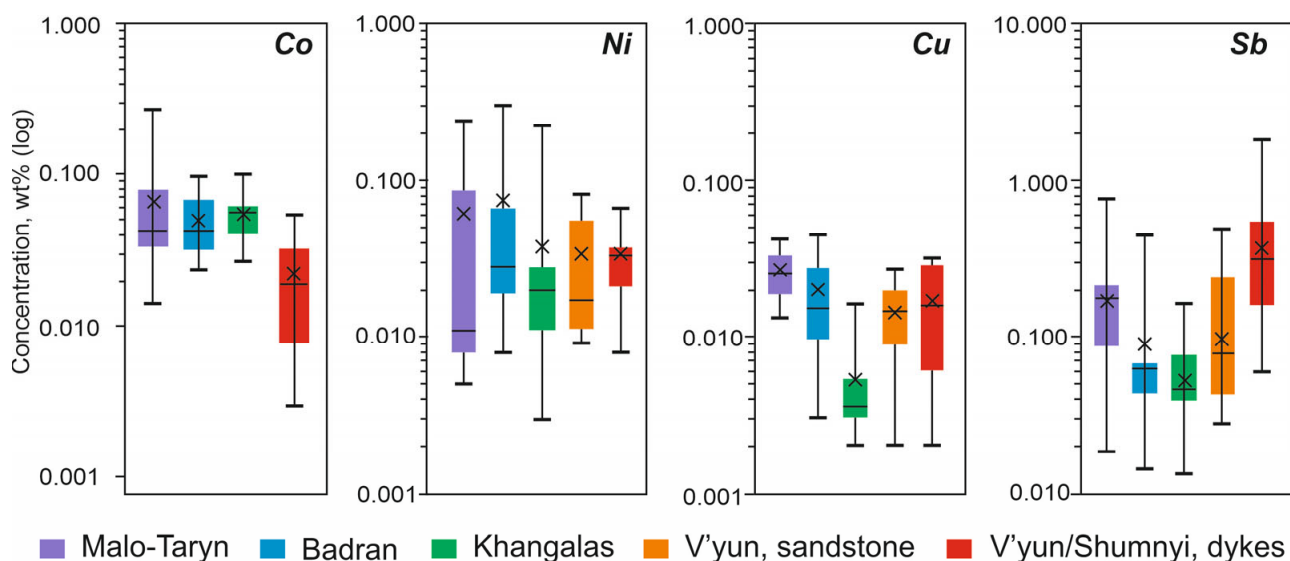 Concentration, wt% (log)
Co
1.000
0.100
0.010
0.001
Ni
1.000
0.100
0.010
0.001
Cu
1.000
0.100
0.010
0.001
Sb
10.000
1.000
0.100
0.010
Malo-Taryn
Badran
Khangalas
V'yun, sandstone
V'yun/Shumnyi, dykes